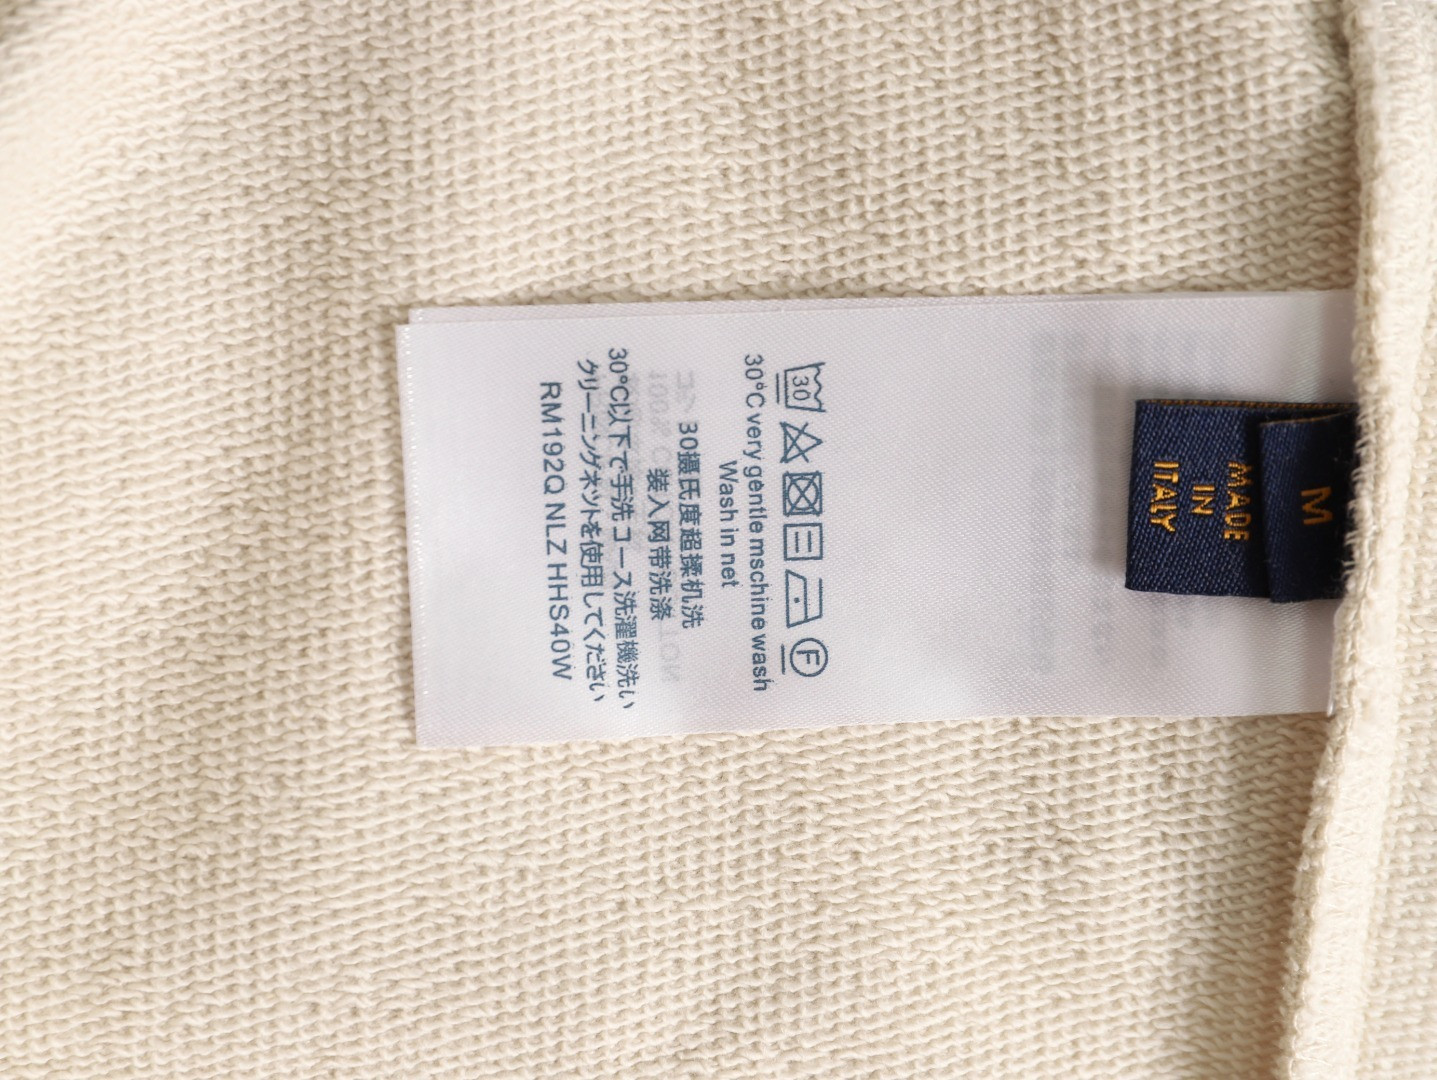 30
F
30°C very gentle mschine wash
Wash in net
30摄氏度超揉机洗
装入网带洗涤
30°C以下で手洗コース洗濯機洗い
クリーニングネットを使用してください
RM192Q NLZ HHS40W
M
MADE
IN
ITALY